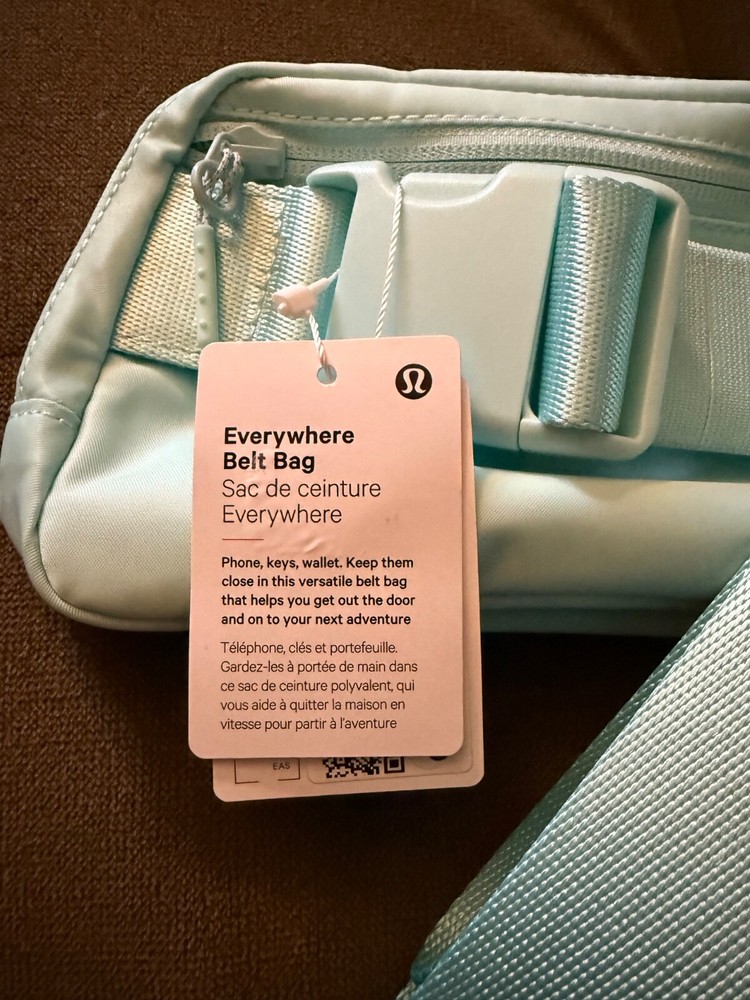 Everywhere
Belt Bag
Sac de ceinture
Everywhere
Phone, keys, wallet. Keep them
close in this versatile belt bag
that helps you get out the door
and on to your next adventure
Téléphone, clés et portefeuille.
Gardez-les à portée de main dans
ce sac de ceinture polyvalent, qui
vous aide à quitter la maison en
vitesse pour partir à l'aventure
EAS